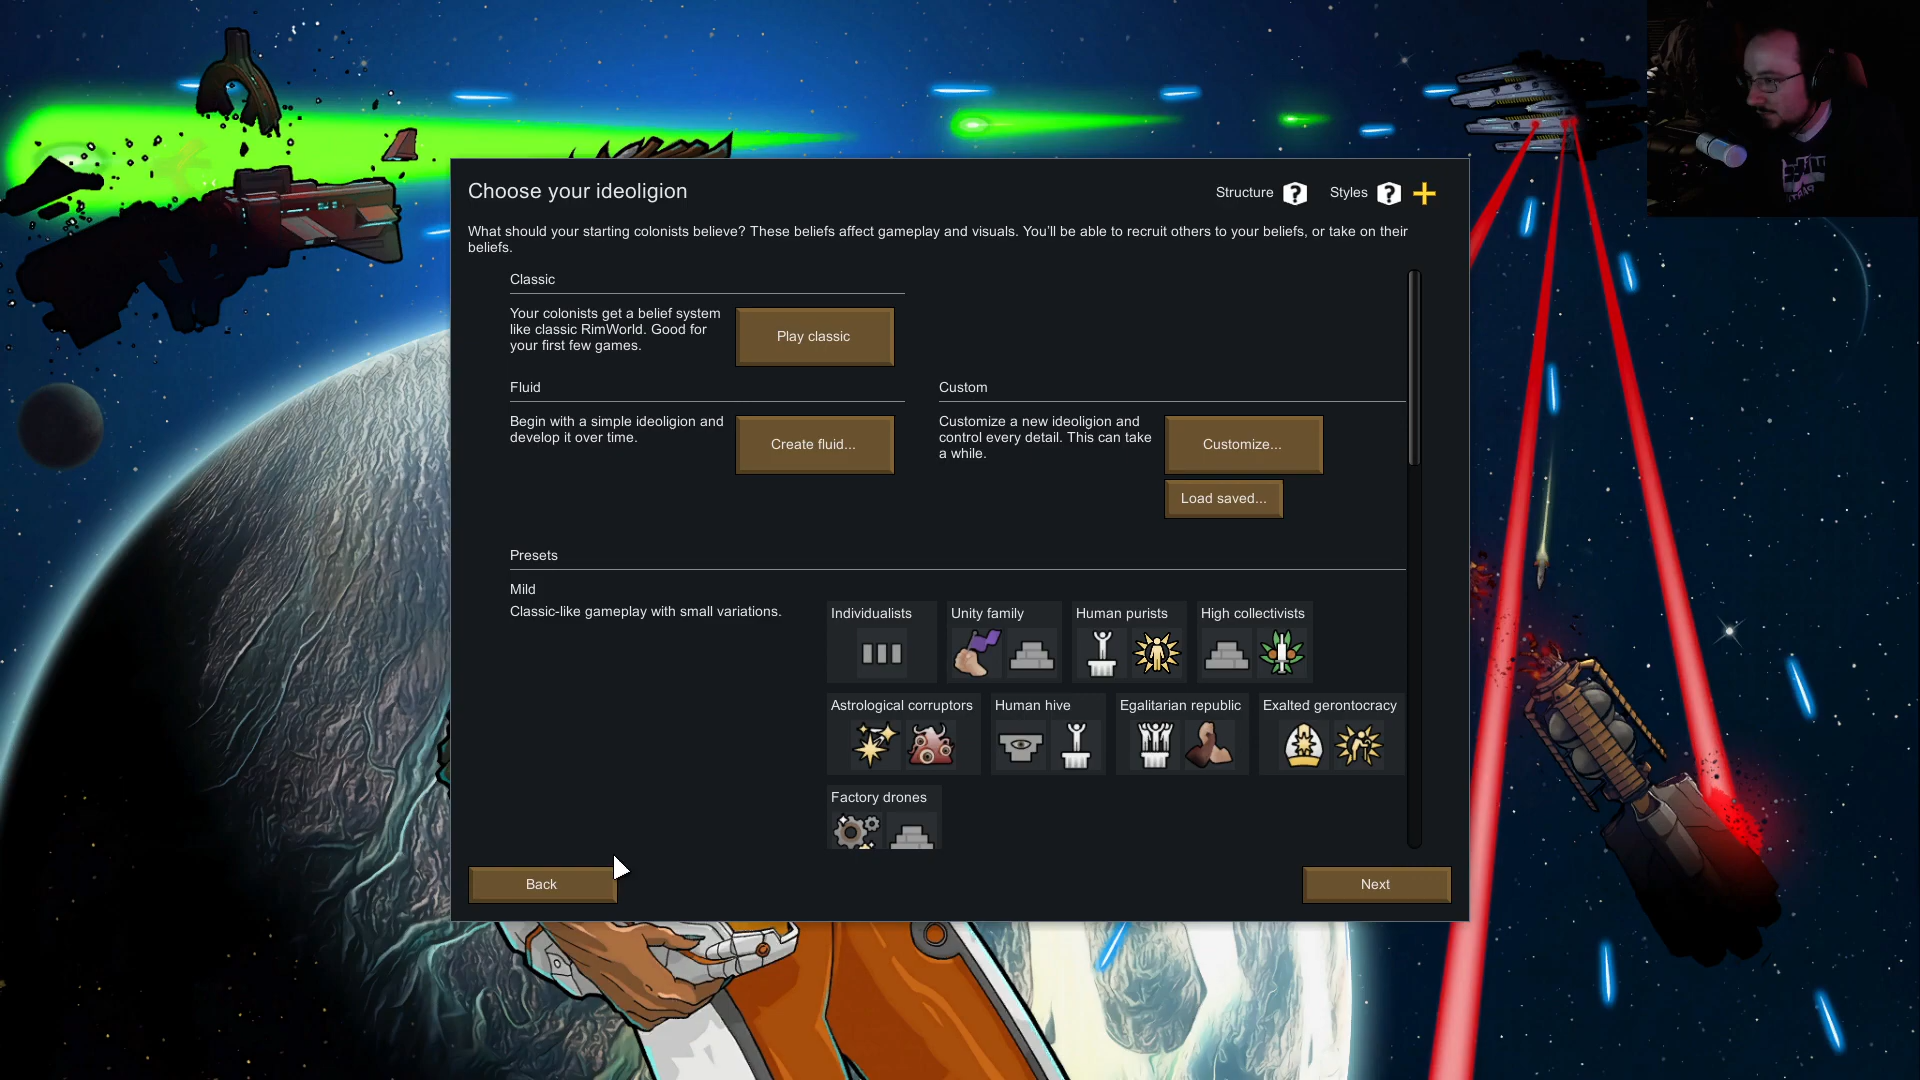 Choose your ideoligion
Structure
Styles
What should your starting colonists believe? These beliefs affect gameplay and visuals. You'll be able to recruit others to your beliefs, or take on their
beliefs.
Classic
Your colonists get a belief system
like classic RimWorld. Good for
your first few games.
Play classic
Fluid
Begin with a simple ideoligion and
develop it over time.
Create fluid...
Custom
Customize a new ideoligion and
control every detail. This can take
a while.
Customize...
Load saved...
Presets
Mild
Classic-like gameplay with small variations.
Individualists
Unity family
Human purists
High collectivists
Astrological corruptors
Human hive
Egalitarian republic
Exalted gerontocracy
Factory drones
Back
Next